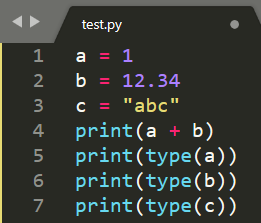 test.py
1 a = 1
2 b = 12.34
3 c = "abc"
4 print(a + b)
5 print(type(a))
6 print(type(b))
7 print(type(c))